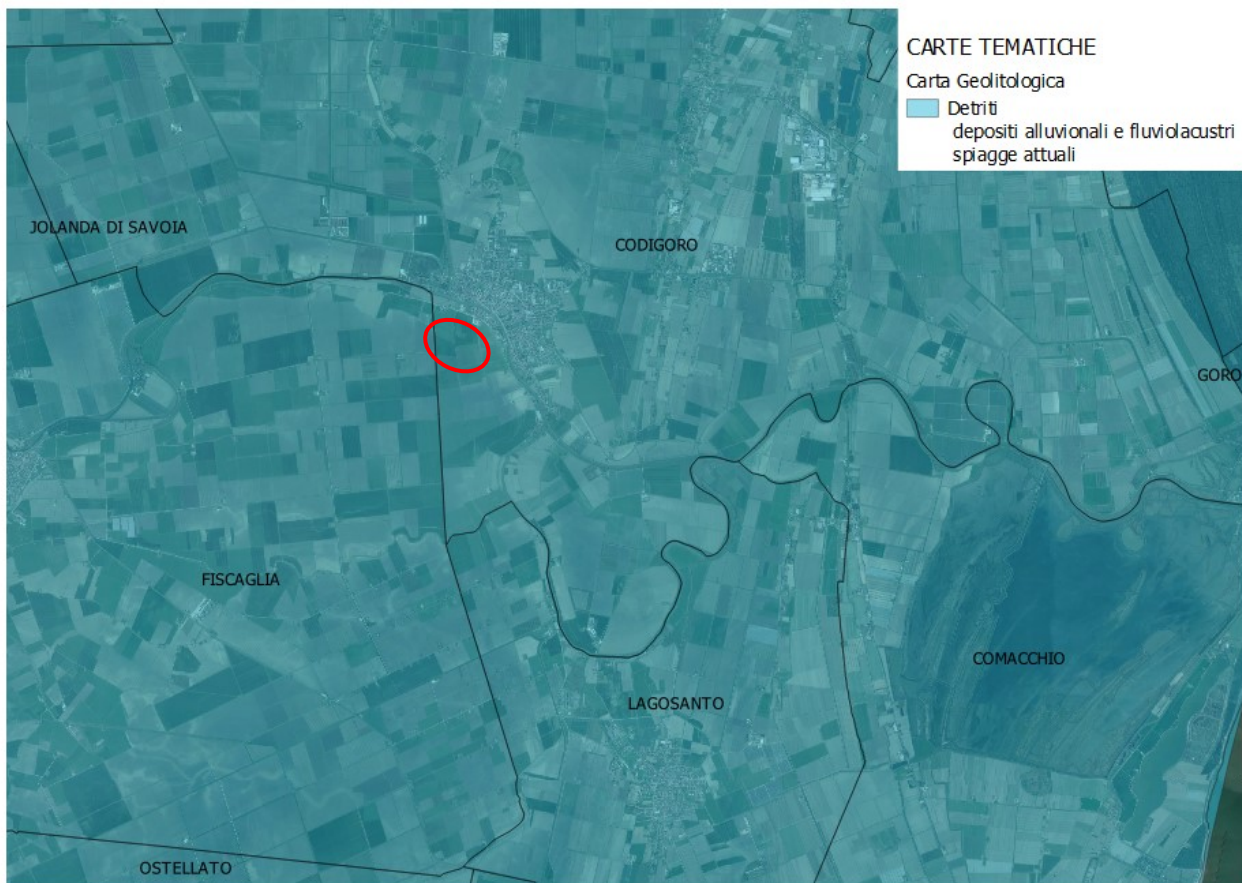 CARTE TEMATICHE
Carta Geolitologica
Detriti
depositi alluvionali e fluviolacustri
spiagge attuali
JOLANDA DI SAVOIA
CODIGORO
GORO
FISCAGLIA
COMACCHIO
LAGOSANTO
OSTELLATO